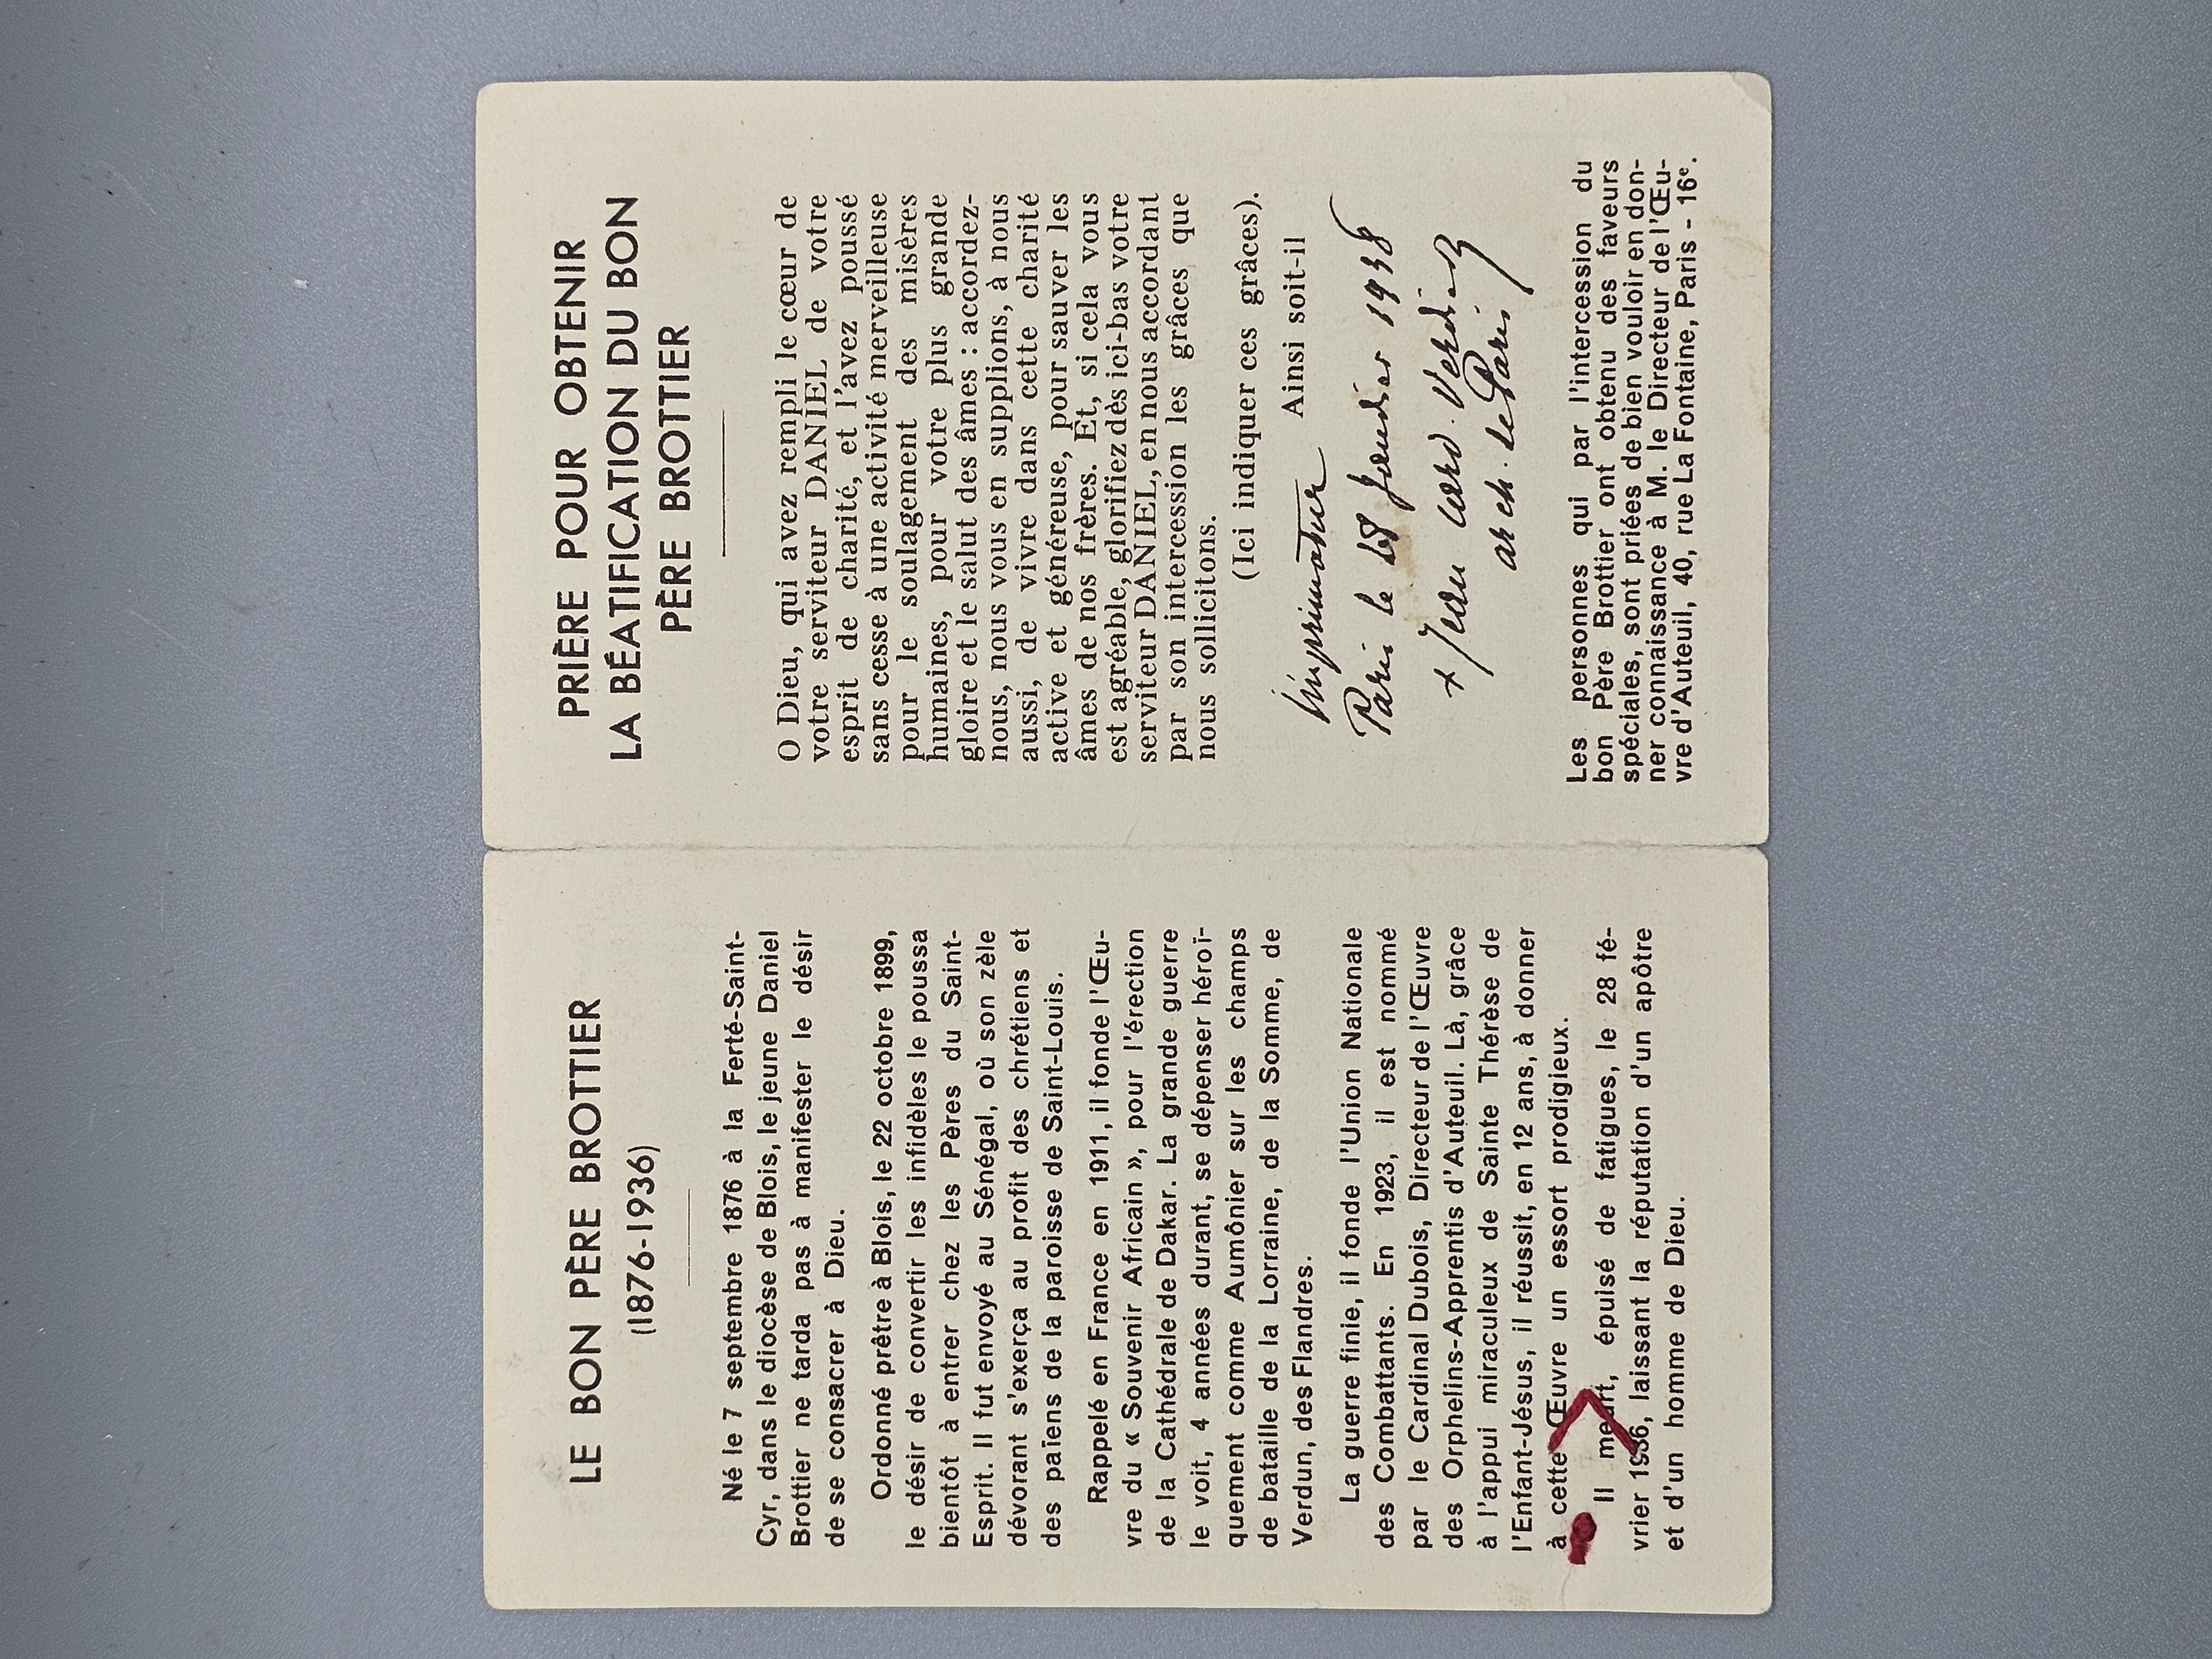 LE BON PÈRE BROTTIER
(1876-1936)
Né le 7 septembre 1876 à la Ferté-Saint-
Cyr, dans le diocèse de Blois, le jeune Daniel
Brottier ne tarda pas à manifester le désir
de se consacrer à Dieu.
Ordonné prêtre à Blois, le 22 octobre 1899,
le désir de convertir les infidèles le poussa
bientôt à entrer chez les Pères du Saint-
Esprit. Il fut envoyé au Sénégal, où son zèle
dévorant s'exerça au profit des chrétiens et
des païens de la paroisse de Saint-Louis.
Rappelé en France en 1911, il fonde l'Œu-
vre du « Souvenir Africain », pour l'érection
de la Cathédrale de Dakar. La grande guerre
le voit, 4 années durant, se dépenser héroï-
quement comme Aumônier sur les champs
de bataille de la Lorraine, de la Somme, de
Verdun, des Flandres.
La guerre finie, il fonde l'Union Nationale
des Combattants. En 1923, il est nommé
par le Cardinal Dubois, Directeur de l'Œuvre
des Orphelins-Apprentis d'Auteuil. Là, grâce
à l'appui miraculeux de Sainte Thérèse de
l'Enfant-Jésus, il réussit, en 12 ans, à donner
à cette Œuvre un essort prodigieux.
Il meurt, épuisé de fatigues, le 28 fé-
vrier 1936, laissant la réputation d'un apôtre
et d'un homme de Dieu.
PRIÈRE POUR OBTENIR
LA BÉATIFICATION DU BON
PÈRE BROTTIER
O Dieu, qui avez rempli le cœur de
votre serviteur DANIEL de votre
esprit de charité, et l'avez poussé
sans cesse à une activité merveilleuse
pour le soulagement des misères
humaines, pour votre plus grande
gloire et le salut des âmes : accordez-
nous, nous vous en supplions, à nous
aussi, de vivre dans cette charité
active et généreuse, pour sauver les
âmes de nos frères. Et, si cela vous
est agréable, glorifiez dès ici-bas votre
serviteur DANIEL, en nous accordant
par son intercession les grâces que
nous sollicitons.
(Ici indiquer ces grâces).
Ainsi soit-il
Imprimatur
Paris le 28 Janvier 1938
+ Jean card. Verdier
arch. de Paris
Les personnes qui par l'intercession du
bon Père Brottier ont obtenu des faveurs
spéciales, sont priées de bien vouloir en don-
ner connaissance à M. le Directeur de l'Œu-
vre d'Auteuil, 40, rue La Fontaine, Paris - 16e.